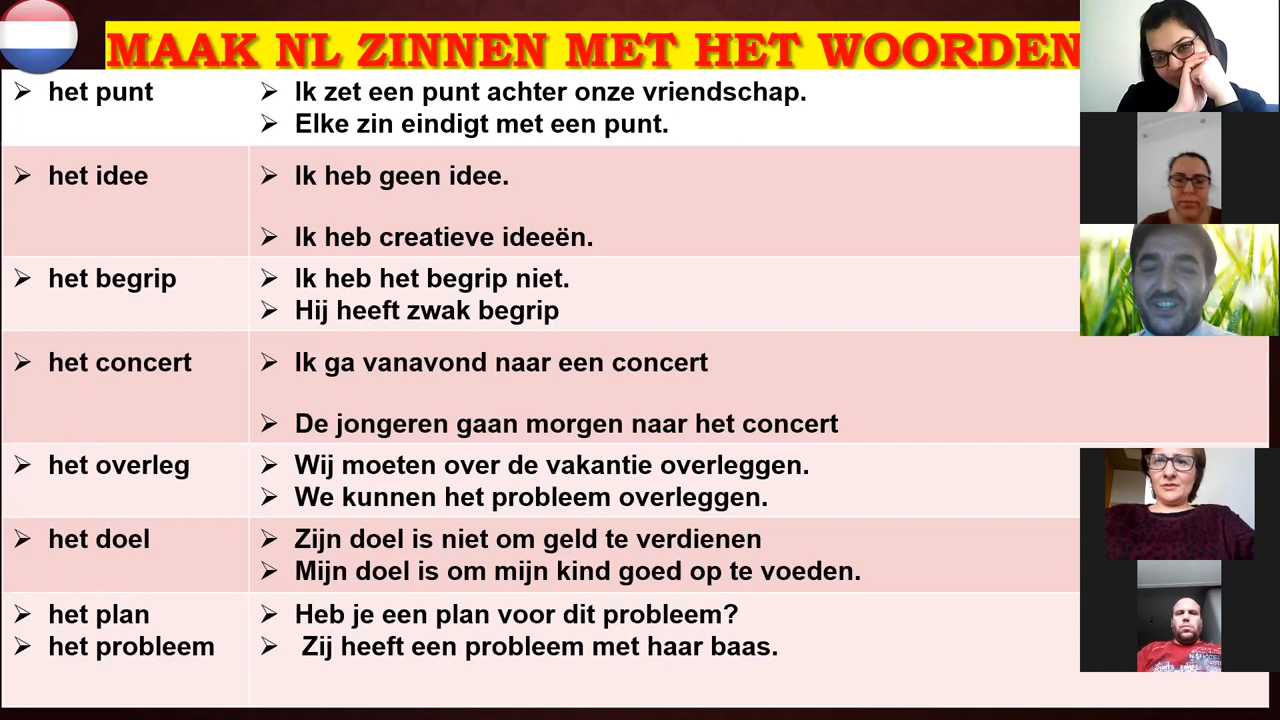 MAAK NL ZINNEN MET HET WOORDEN
het punt
Ik zet een punt achter onze vriendschap.
Elke zin eindigt met een punt.
het idee
Ik heb geen idee.
Ik heb creatieve ideeën.
het begrip
Ik heb het begrip niet.
Hij heeft zwak begrip
het concert
Ik ga vanavond naar een concert
De jongeren gaan morgen naar het concert
het overleg
Wij moeten over de vakantie overleggen.
We kunnen het probleem overleggen.
het doel
Zijn doel is niet om geld te verdienen
Mijn doel is om mijn kind goed op te voeden.
het plan
Heb je een plan voor dit probleem?
het probleem
Zij heeft een probleem met haar baas.